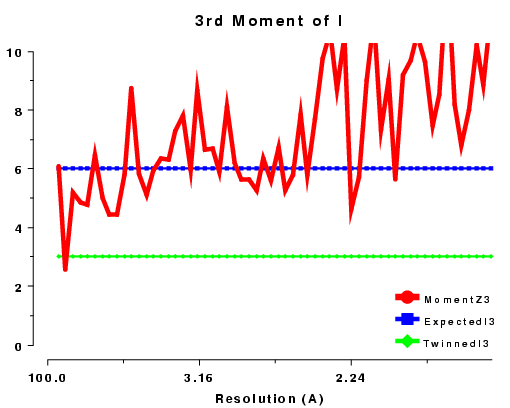 3rd Moment of I
10
8
6
4
2
0
MomentZ3
ExpectedI3
TwinnedI3
100.0 3.16 2.24
Resolution (A)